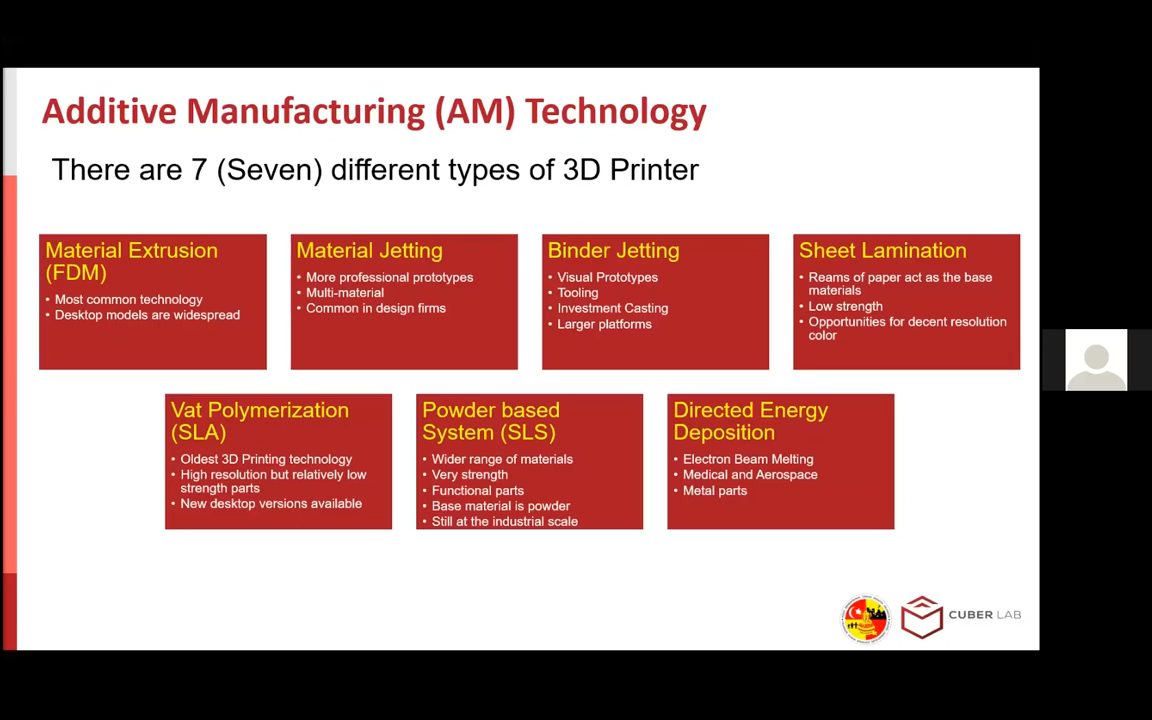 Additive Manufacturing (AM) Technology
There are 7 (Seven) different types of 3D Printer
Material Extrusion
(FDM)
• Most common technology
• Desktop models are widespread
Material Jetting
• More professional prototypes
• Multi-material
• Common in design firms
Binder Jetting
• Visual Prototypes
• Tooling
• Investment Casting
• Larger platforms
Sheet Lamination
• Reams of paper act as the base
materials
• Low strength
• Opportunities for decent resolution
color
Vat Polymerization
(SLA)
• Oldest 3D Printing technology
• High resolution but relatively low
strength parts
• New desktop versions available
Powder based
System (SLS)
• Wider range of materials
• Very strength
• Functional parts
• Base material is powder
• Still at the industrial scale
Directed Energy
Deposition
• Electron Beam Melting
• Medical and Aerospace
• Metal parts
CUBER LAB